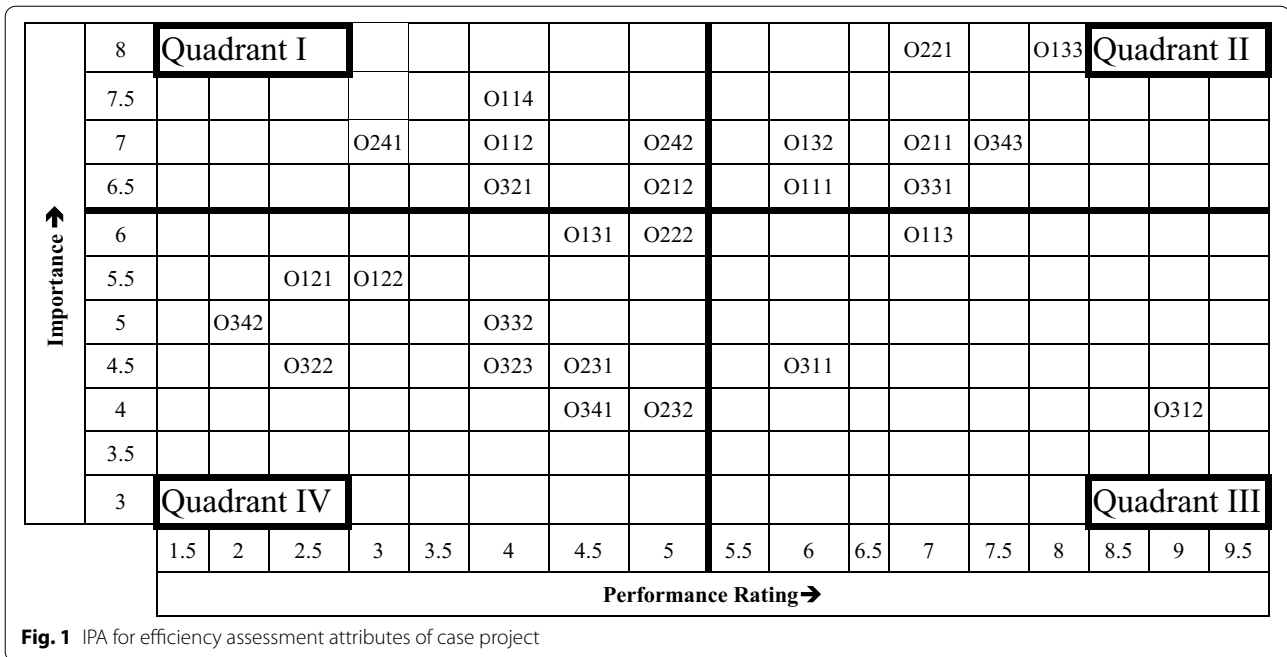 8 Quadrant I O221 O133 Quadrant II
7.5 O114
7 O241 O112 O242 O132 O211 O343
6.5 O321 O212 O111 O331
Importance ➔
6 O131 O222 O113
5.5 O121 O122
5 O342 O332
4.5 O322 O323 O231 O311
4 O341 O232 O312
3.5
3 Quadrant IV Quadrant III
1.5 2 2.5 3 3.5 4 4.5 5 5.5 6 6.5 7 7.5 8 8.5 9 9.5
Performance Rating➔
Fig. 1 IPA for efficiency assessment attributes of case project